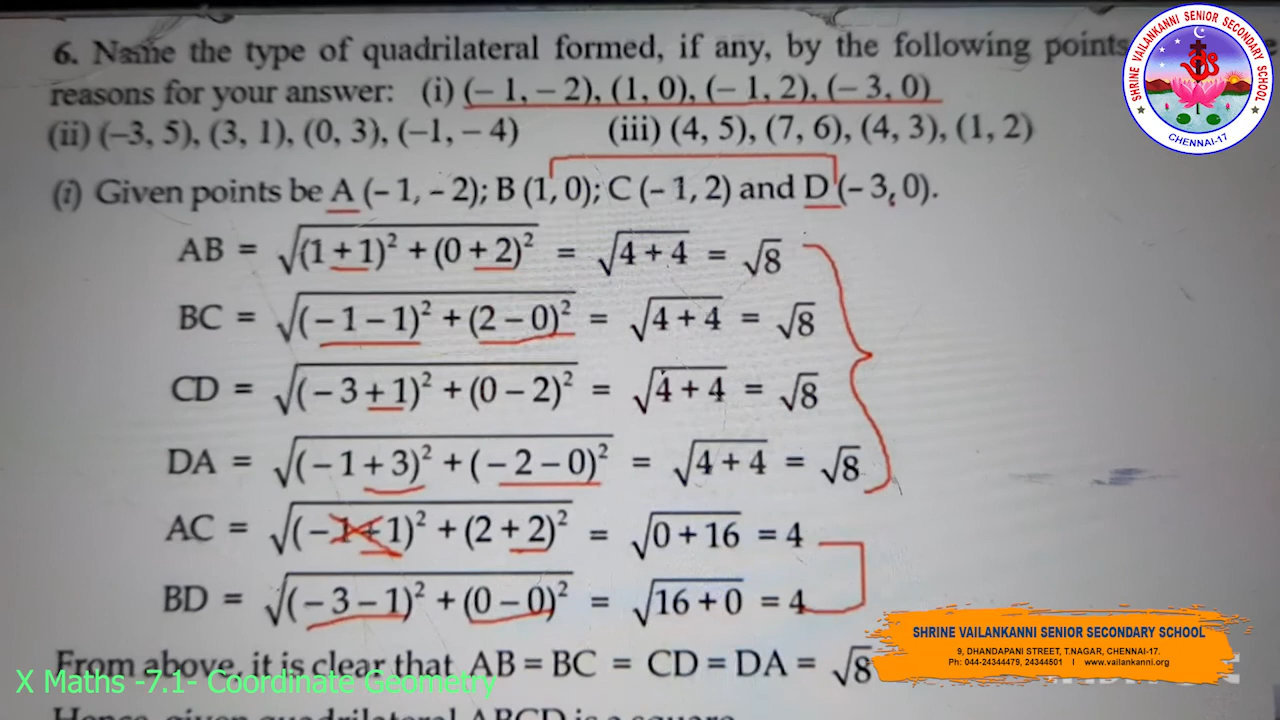 6. Name the type of quadrilateral formed, if any, by the following points
reasons for your answer: (i) (– 1, – 2), (1, 0), (– 1, 2), (– 3, 0)
(ii) (–3, 5), (3, 1), (0, 3), (–1, – 4) (iii) (4, 5), (7, 6), (4, 3), (1, 2)
(i) Given points be A (– 1, – 2); B (1, 0); C (– 1, 2) and D (– 3, 0).
AB = √(1 + 1)² + (0 + 2)² = √4 + 4 = √8
BC = √(– 1 – 1)² + (2 – 0)² = √4 + 4 = √8
CD = √(– 3 + 1)² + (0 – 2)² = √4 + 4 = √8
DA = √(– 1 + 3)² + (– 2 – 0)² = √4 + 4 = √8
AC = √(– 1 + 1)² + (2 + 2)² = √0 + 16 = 4
BD = √(– 3 – 1)² + (0 – 0)² = √16 + 0 = 4
From above, it is clear that AB = BC = CD = DA = √8
Hence, given quadrilateral ABCD is a square
X Maths -7.1- Coordinate Geometry
SHRINE VAILANKANNI SENIOR SECONDARY SCHOOL
CHENNAI-17
SHRINE VAILANKANNI SENIOR SECONDARY SCHOOL
9, DHANDAPANI STREET, T.NAGAR, CHENNAI-17.
Ph: 044-24344479, 24344501 | www.vailankanni.org